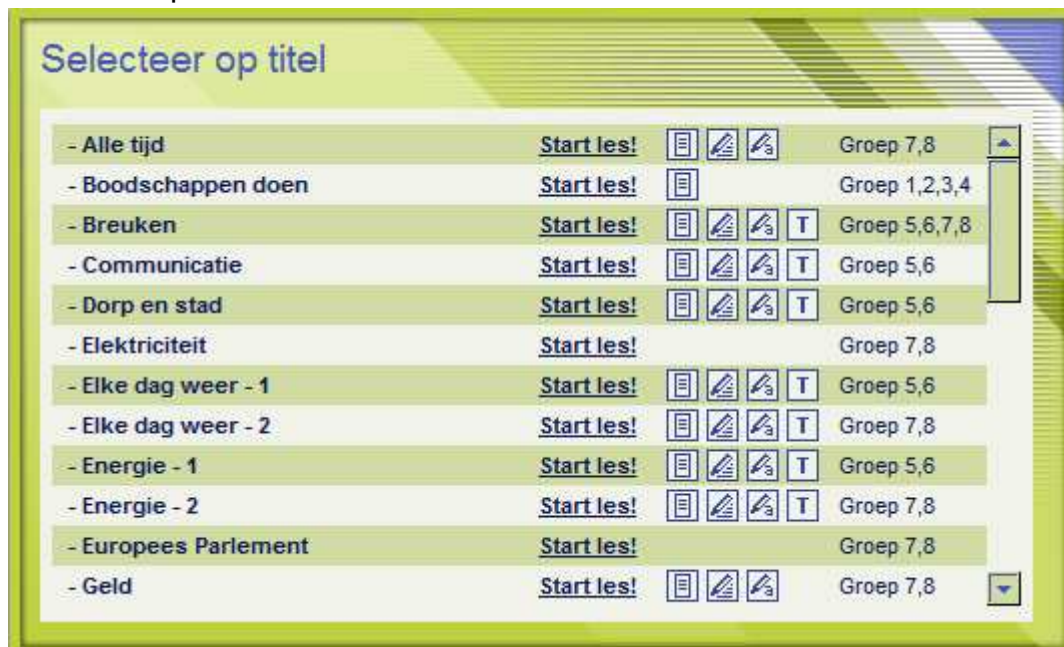 Selecteer op titel
- Alle tijd Start les! Groep 7,8
- Boodschappen doen Start les! Groep 1,2,3,4
- Breuken Start les! T Groep 5,6,7,8
- Communicatie Start les! T Groep 5,6
- Dorp en stad Start les! T Groep 5,6
- Elektriciteit Start les! Groep 7,8
- Elke dag weer - 1 Start les! T Groep 5,6
- Elke dag weer - 2 Start les! T Groep 7,8
- Energie - 1 Start les! T Groep 5,6
- Energie - 2 Start les! T Groep 7,8
- Europees Parlement Start les! Groep 7,8
- Geld Start les! Groep 7,8